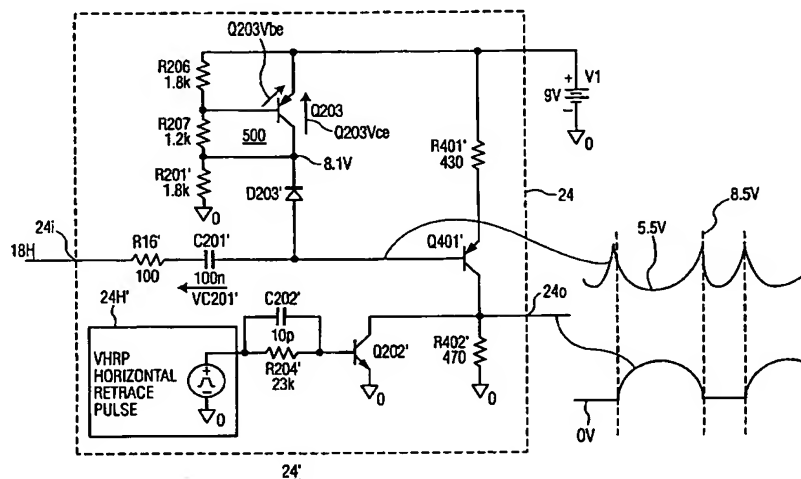 Q203Vbe
R206
1.8k
Q203
Q203Vce
V1
+
9V
−
0
R207
1.2k
500
R401'
430
8.1V
R201'
1.8k
0
D203'
24
8.5V
5.5V
24i
18H
R16'
100
C201'
100n
VC201'
Q401'
24H'
C202'
10p
24o
VHRP
HORIZONTAL
RETRACE
PULSE
0
R204'
23k
Q202'
0
R402'
470
0
0V
24'